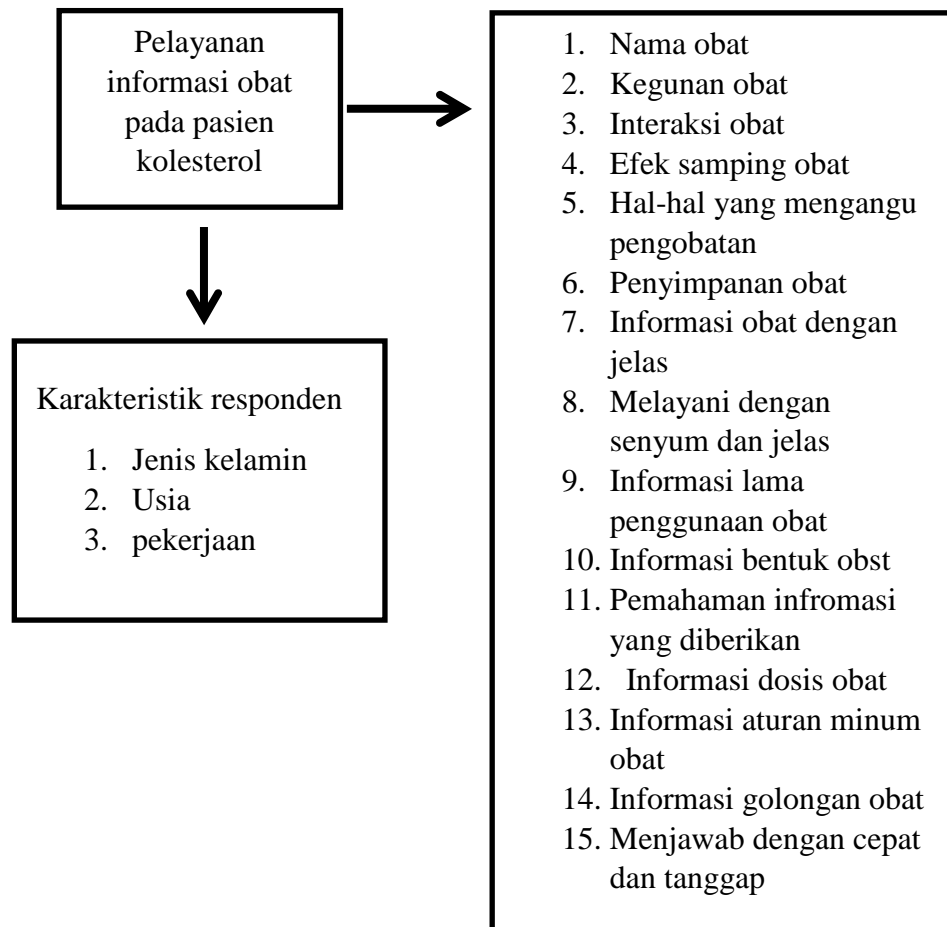 Pelayanan
informasi obat
pada pasien
kolesterol
Karakteristik responden
1. Jenis kelamin
2. Usia
3. pekerjaan
1. Nama obat
2. Kegunan obat
3. Interaksi obat
4. Efek samping obat
5. Hal-hal yang mengangu
pengobatan
6. Penyimpanan obat
7. Informasi obat dengan
jelas
8. Melayani dengan
senyum dan jelas
9. Informasi lama
penggunaan obat
10. Informasi bentuk obst
11. Pemahaman infromasi
yang diberikan
12. Informasi dosis obat
13. Informasi aturan minum
obat
14. Informasi golongan obat
15. Menjawab dengan cepat
dan tanggap